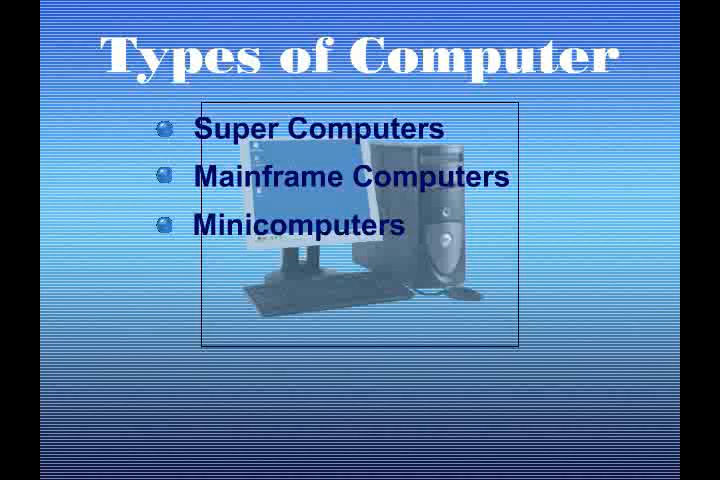 Types of Computer
Super Computers
Mainframe Computers
Minicomputers